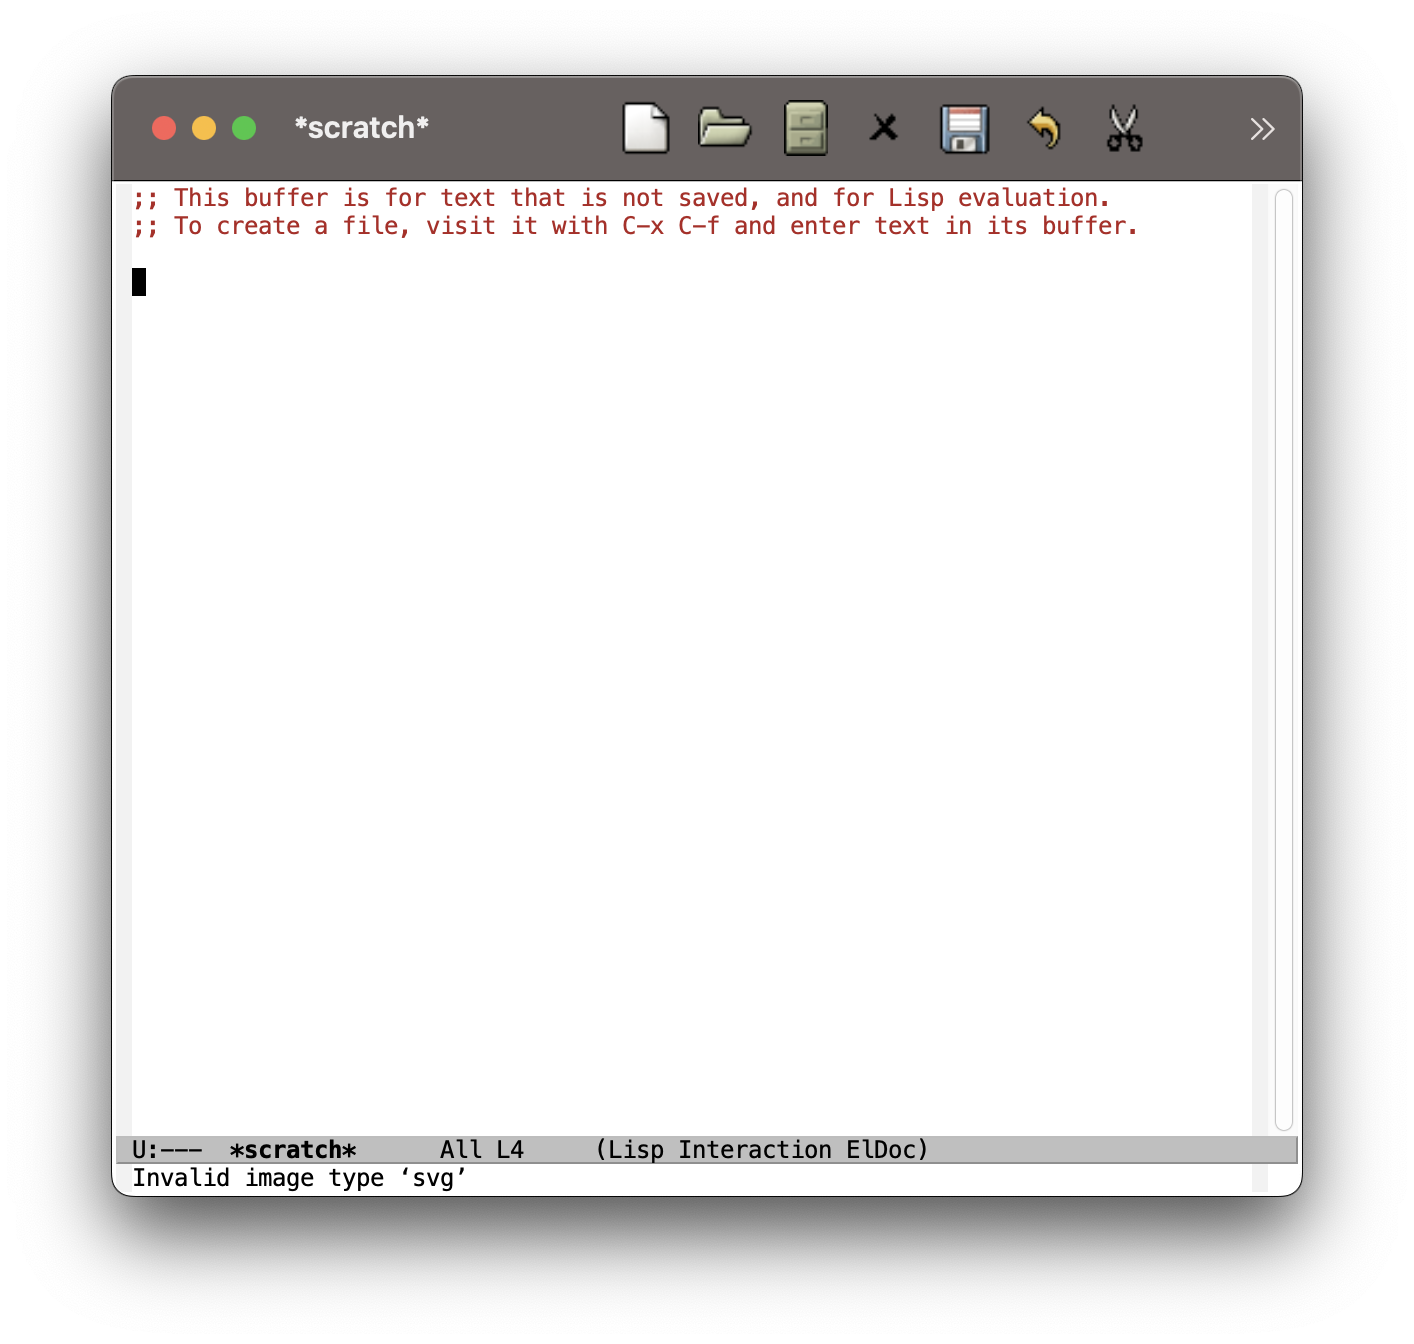 *scratch*
;; This buffer is for text that is not saved, and for Lisp evaluation.
;; To create a file, visit it with C-x C-f and enter text in its buffer.
U:---  *scratch*      All L4     (Lisp Interaction ElDoc)
Invalid image type ‘svg’